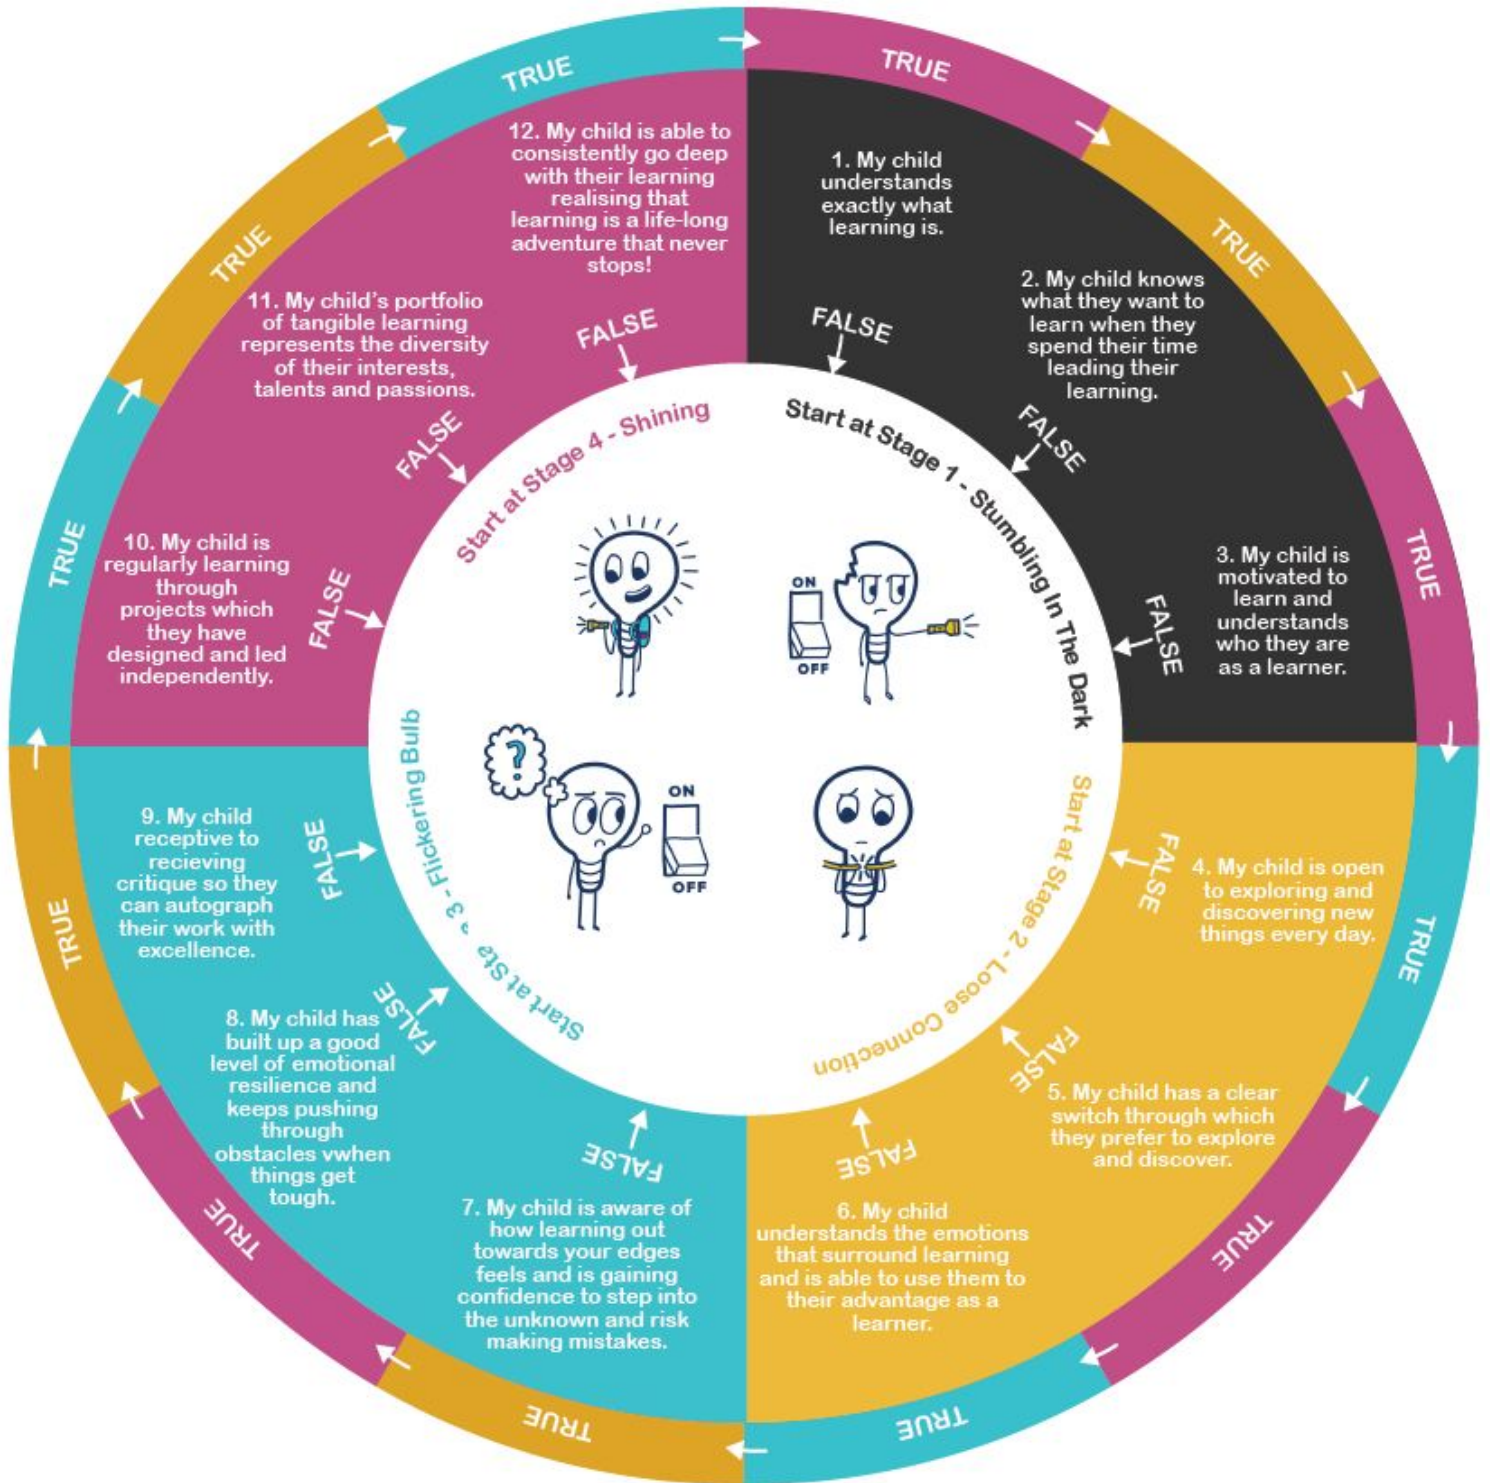 TRUE
1. My child
understands
exactly what
learning is.
FALSE
TRUE
2. My child knows
what they want to
learn when they
spend their time
leading their
learning.
FALSE
TRUE
3. My child is
motivated to
learn and
understands
who they are
as a learner.
FALSE
Start at Stage 1 - Stumbling In The Dark
ON
OFF
TRUE
4. My child is open
to exploring and
discovering new
things every day.
FALSE
TRUE
5. My child has a clear
switch through which
they prefer to explore
and discover.
FALSE
TRUE
6. My child
understands the emotions
that surround learning
and is able to use them to
their advantage as a
learner.
FALSE
Start at Stage 2 - Loose Connection
TRUE
7. My child is aware of
how learning out
towards your edges
feels and is gaining
confidence to step into
the unknown and risk
making mistakes.
FALSE
TRUE
8. My child has
built up a good
level of emotional
resilience and
keeps pushing
through
obstacles vwhen
things get
tough.
FALSE
TRUE
9. My child
receptive to
recieving
critique so they
can autograph
their work with
excellence.
FALSE
Start at 3 - Flickering Bulb
?
ON
OFF
TRUE
10. My child is
regularly learning
through
projects which
they have
designed and led
independently.
FALSE
TRUE
11. My child's portfolio
of tangible learning
represents the diversity
of their interests,
talents and passions.
FALSE
TRUE
12. My child is able to
consistently go deep
with their learning
realising that
learning is a life-long
adventure that never
stops!
FALSE
Start at Stage 4 - Shining